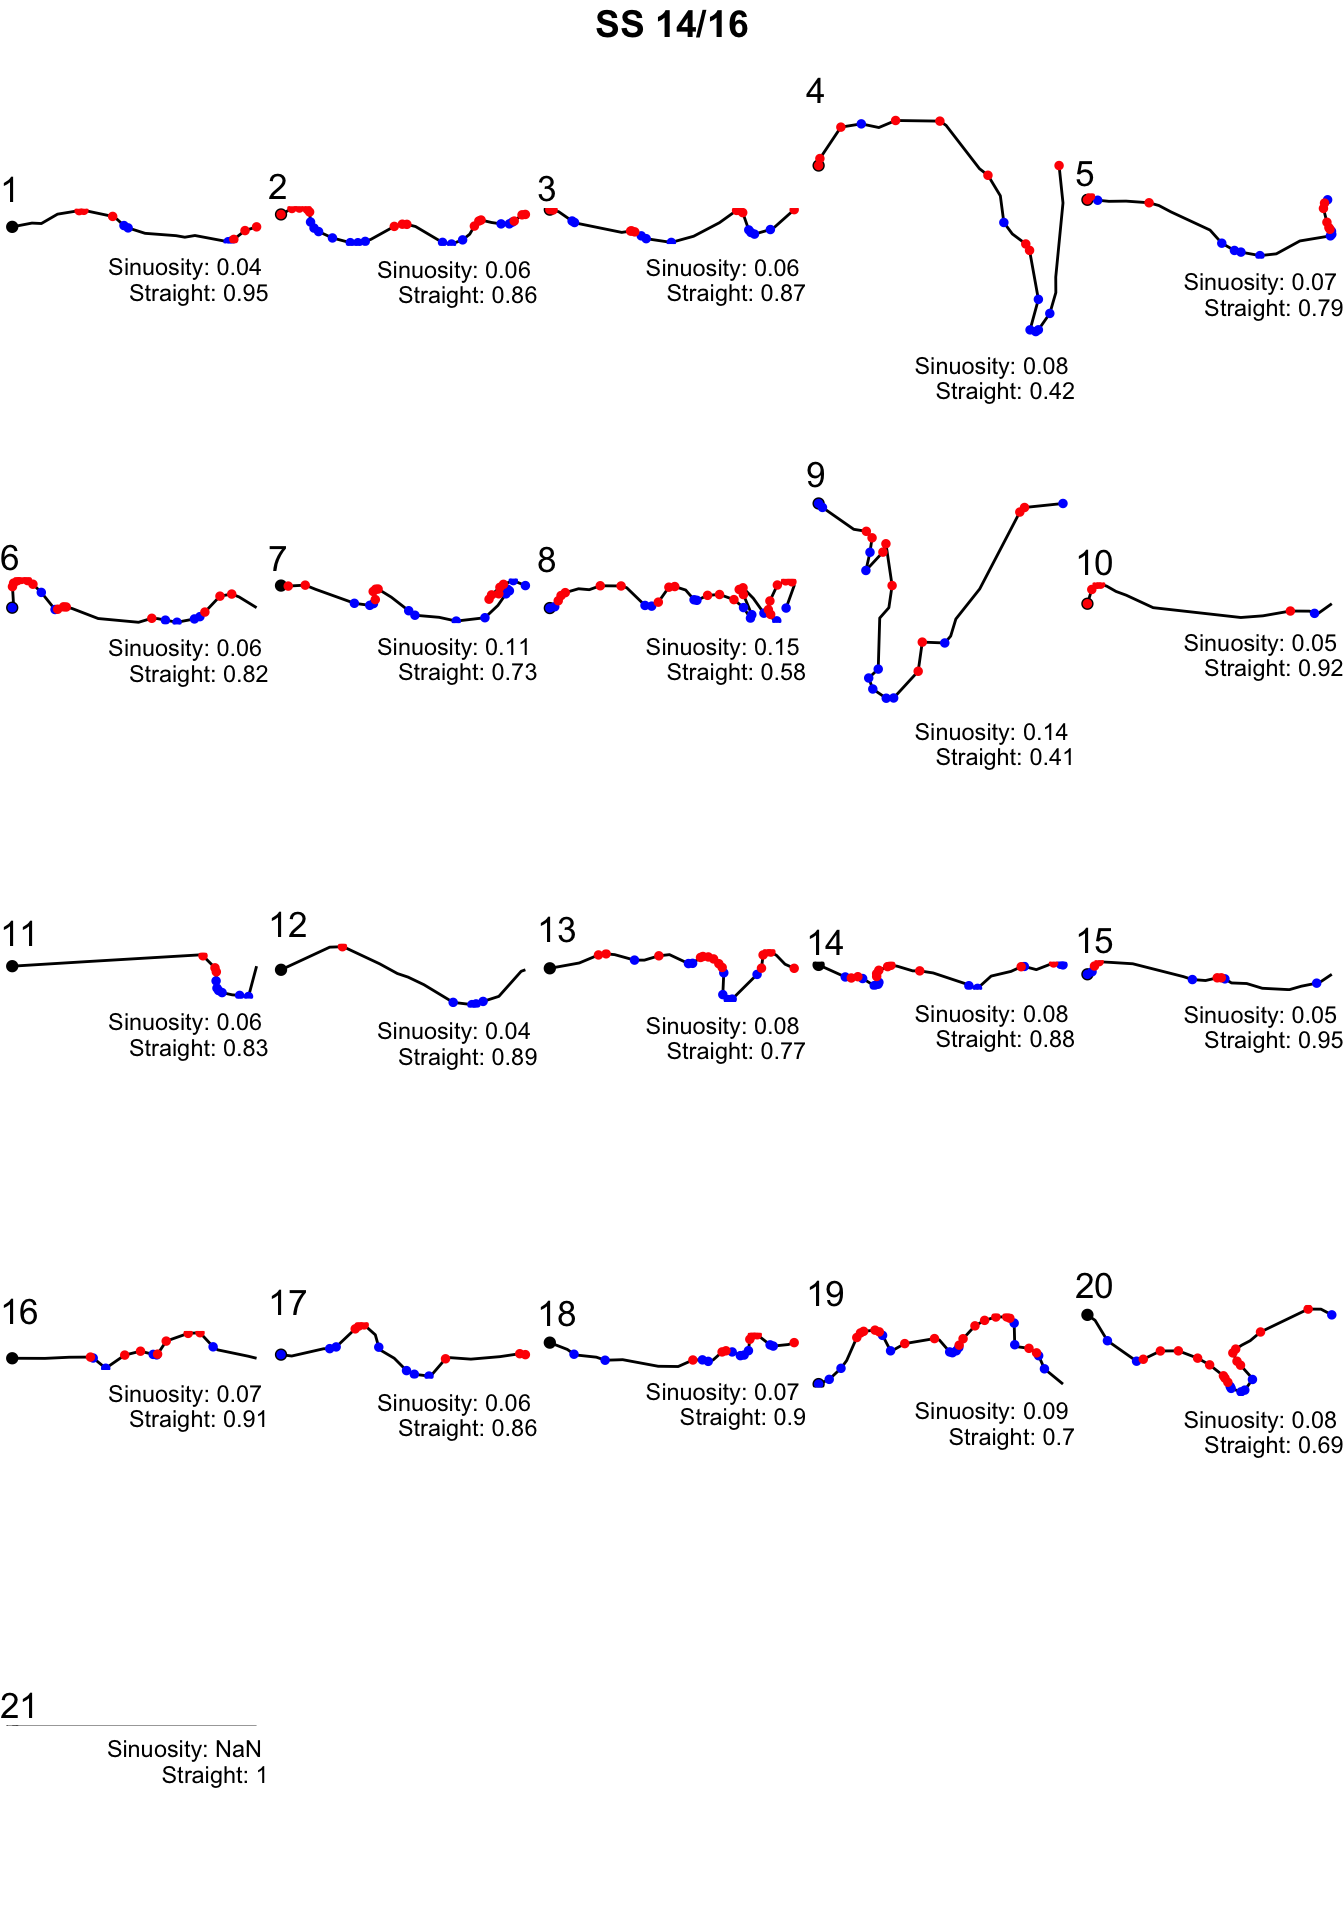 SS 14/16
1
Sinuosity: 0.04
Straight: 0.95
2
Sinuosity: 0.06
Straight: 0.86
3
Sinuosity: 0.06
Straight: 0.87
4
Sinuosity: 0.08
Straight: 0.42
5
Sinuosity: 0.07
Straight: 0.79
6
Sinuosity: 0.06
Straight: 0.82
7
Sinuosity: 0.11
Straight: 0.73
8
Sinuosity: 0.15
Straight: 0.58
9
Sinuosity: 0.14
Straight: 0.41
10
Sinuosity: 0.05
Straight: 0.92
11
Sinuosity: 0.06
Straight: 0.83
12
Sinuosity: 0.04
Straight: 0.89
13
Sinuosity: 0.08
Straight: 0.77
14
Sinuosity: 0.08
Straight: 0.88
15
Sinuosity: 0.05
Straight: 0.95
16
Sinuosity: 0.07
Straight: 0.91
17
Sinuosity: 0.06
Straight: 0.86
18
Sinuosity: 0.07
Straight: 0.9
19
Sinuosity: 0.09
Straight: 0.7
20
Sinuosity: 0.08
Straight: 0.69
21
Sinuosity: NaN
Straight: 1